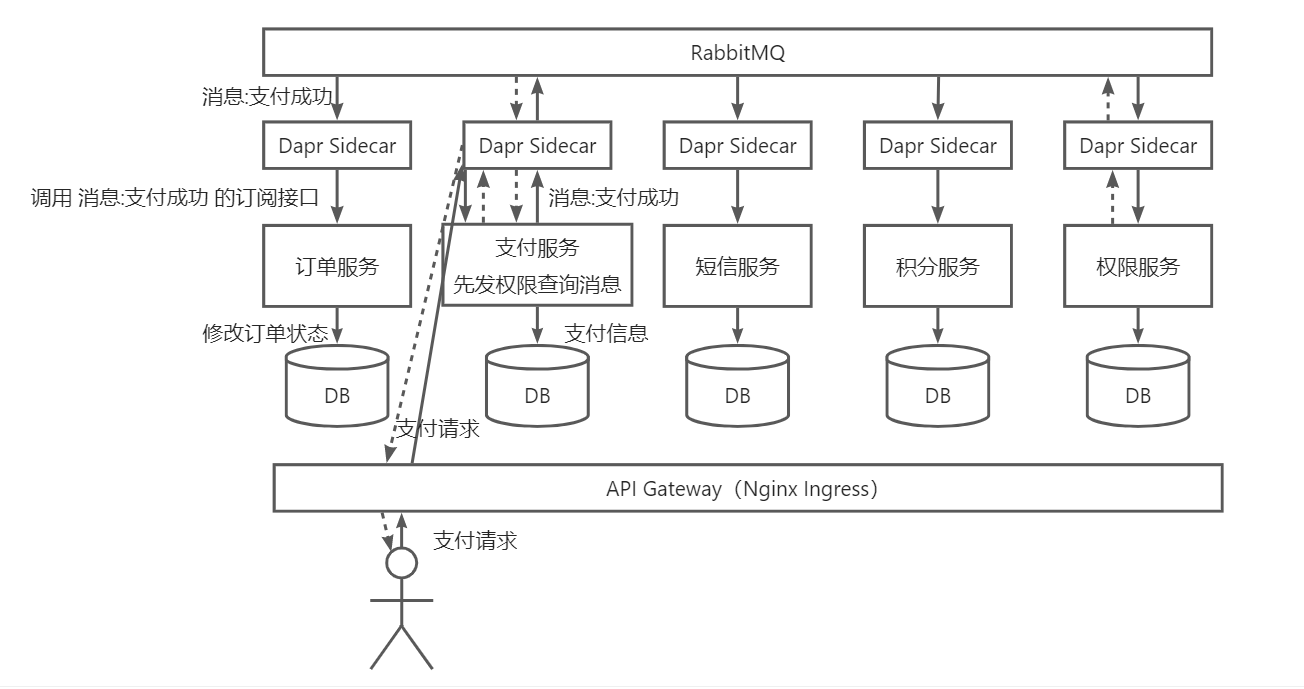 RabbitMQ
消息:支付成功
Dapr Sidecar
Dapr Sidecar
Dapr Sidecar
Dapr Sidecar
Dapr Sidecar
调用 消息:支付成功 的订阅接口
消息:支付成功
订单服务
支付服务
先发权限查询消息
短信服务
积分服务
权限服务
修改订单状态
支付信息
DB
DB
DB
DB
DB
支付请求
API Gateway（Nginx Ingress）
支付请求